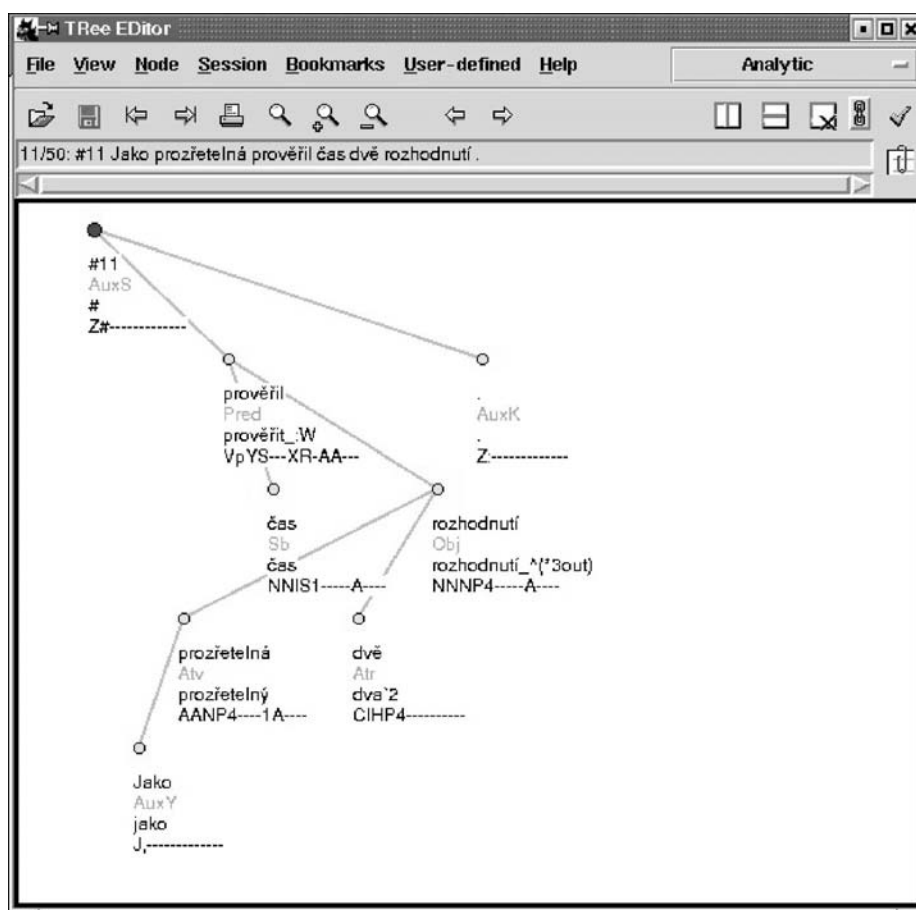 TRee EDitor
File View Node Session Bookmarks User-defined Help Analytic
11/50: #11 Jako prozřetelná prověřil čas dvě rozhodnutí .
#11
AuxS
#
Z#-------------
prověřil
Pred
prověřit_:W
VpYS---XR-AA---
.
AuxK
.
Z:-------------
čas
Sb
čas
NNIS1-----A----
rozhodnutí
Obj
rozhodnutí_^(*3out)
NNNP4-----A----
prozřetelná
Atv
prozřetelný
AANP4----1A----
dvě
Atr
dva`2
ClHP4----------
Jako
AuxY
jako
J,-------------